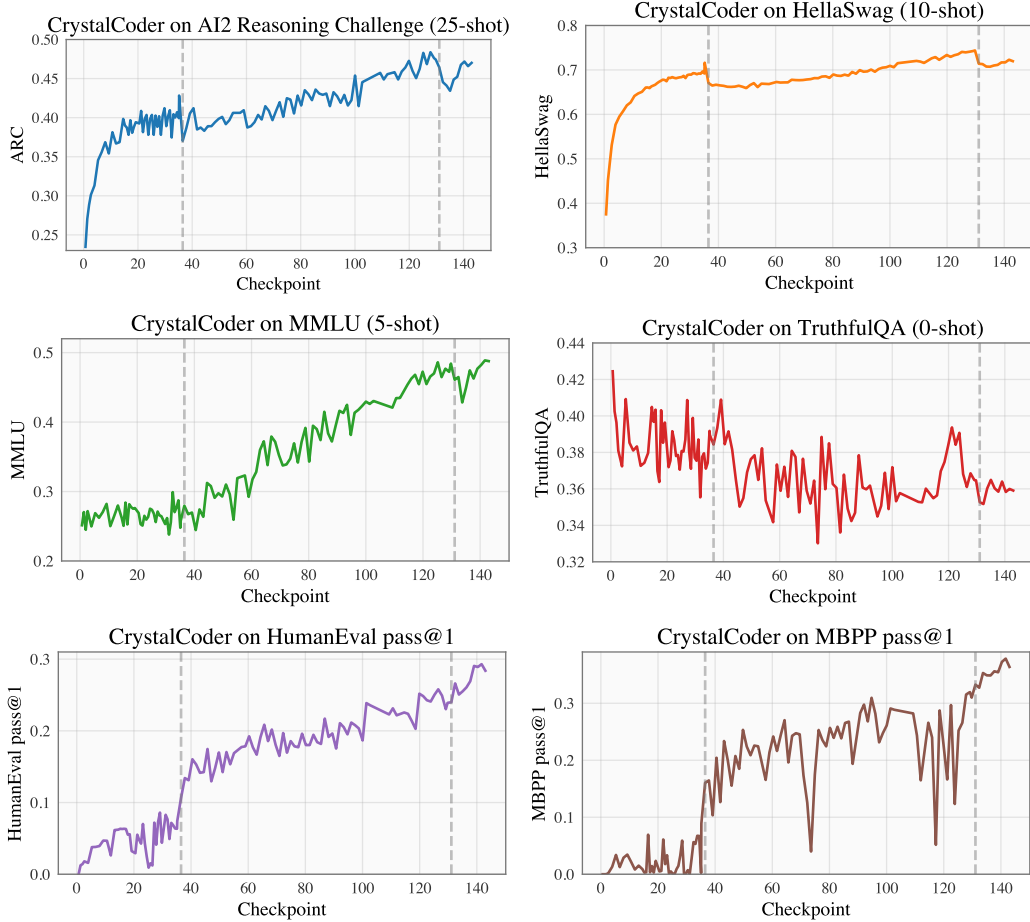 CrystalCoder on AI2 Reasoning Challenge (25-shot)
0.50
0.45
0.40
0.35
0.30
0.25
ARC
0 20 40 60 80 100 120 140
Checkpoint
CrystalCoder on HellaSwag (10-shot)
0.8
0.7
0.6
0.5
0.4
0.3
HellaSwag
0 20 40 60 80 100 120 140
Checkpoint
CrystalCoder on MMLU (5-shot)
0.5
0.4
0.3
0.2
MMLU
0 20 40 60 80 100 120 140
Checkpoint
CrystalCoder on TruthfulQA (0-shot)
0.44
0.42
0.40
0.38
0.36
0.34
0.32
TruthfulQA
0 20 40 60 80 100 120 140
Checkpoint
CrystalCoder on HumanEval pass@1
0.3
0.2
0.1
0.0
HumanEval pass@1
0 20 40 60 80 100 120 140
Checkpoint
CrystalCoder on MBPP pass@1
0.3
0.2
0.1
0.0
MBPP pass@1
0 20 40 60 80 100 120 140
Checkpoint